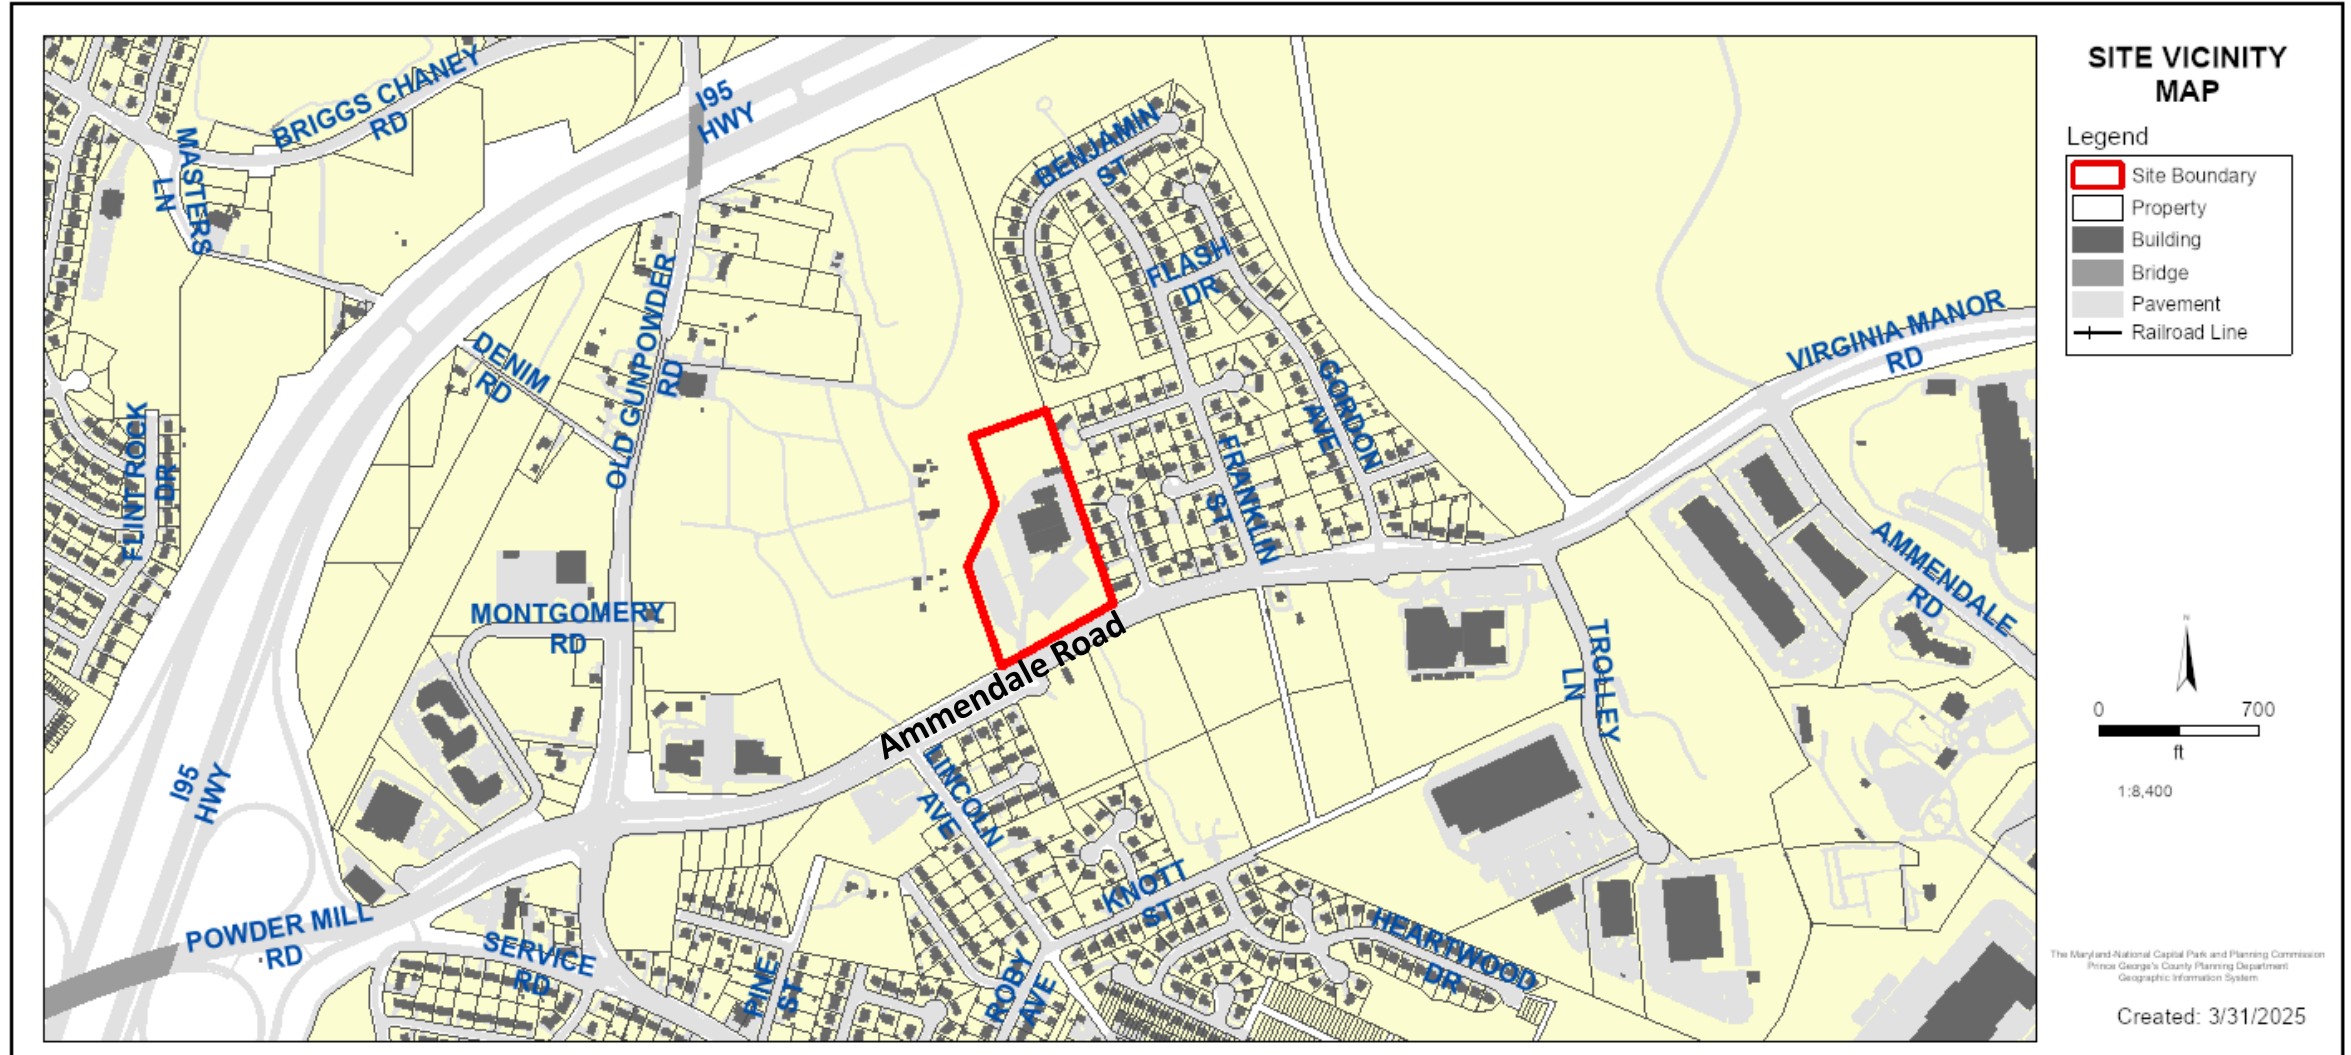 SITE VICINITY
MAP
Legend
Site Boundary
Property
Building
Bridge
Pavement
Railroad Line
N
0 700
ft
1:8,400
The Maryland-National Capital Park and Planning Commission
Prince George's County Planning Department
Geographic Information System
Created: 3/31/2025
BRIGGS CHANEY
RD
I95
HWY
MASTERS
LN
BENJAMIN
ST
FLASH
DR
OLD GUNPOWDER
RD
DENIM
RD
VIRGINIA MANOR
RD
GORDON
AVE
FLINTROCK
DR
FRANKLIN
ST
AMMENDALE
RD
MONTGOMERY
RD
Ammendale Road
TROLLEY
LN
I95
HWY
LINCOLN
AVE
KNOTT
ST
POWDER MILL
RD
SERVICE
RD
PINE
ST
ROBY
AVE
HEARTWOOD
DR